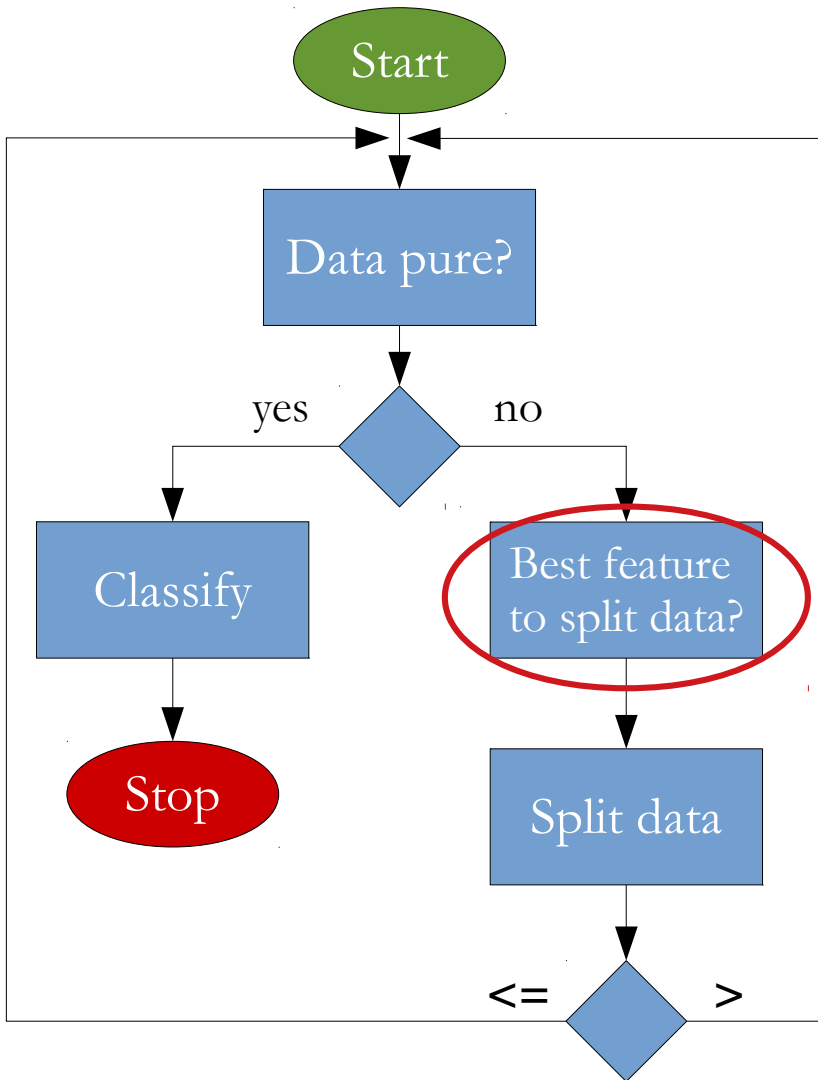 Start
Data pure?
yes
no
Classify
Best feature
to split data?
Stop
Split data
<=
>